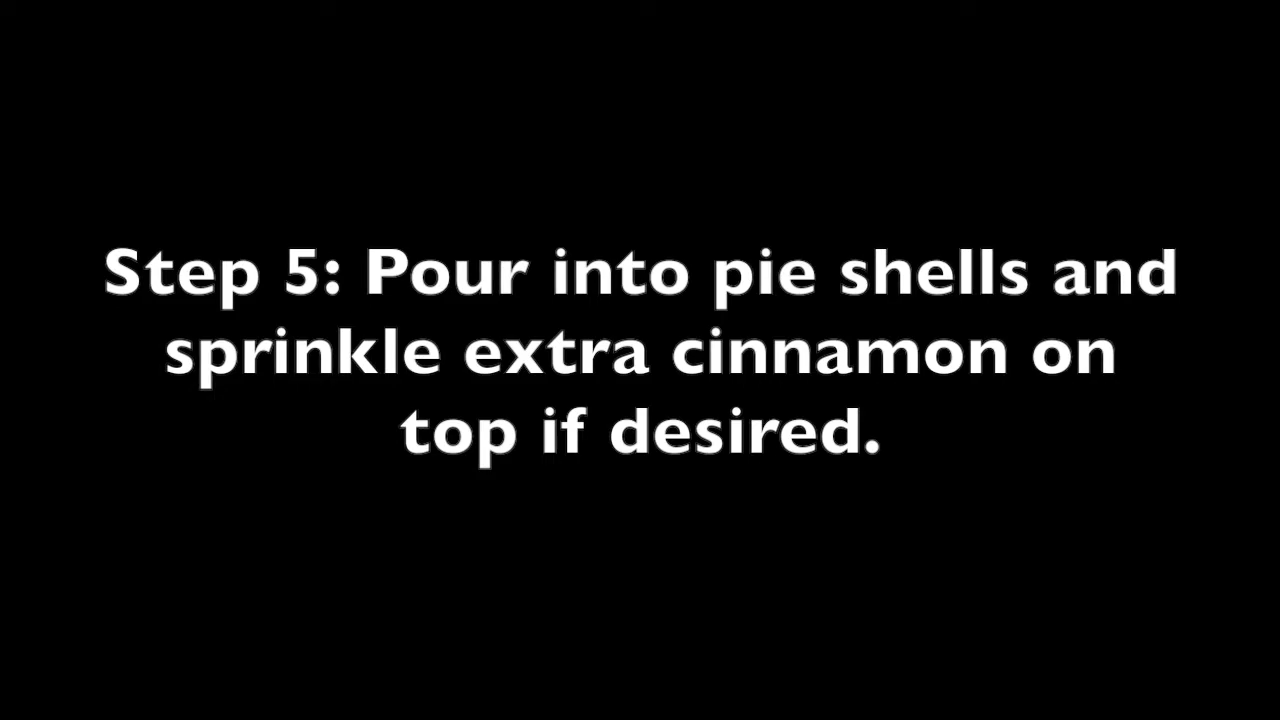 Step 5: Pour into pie shells and
sprinkle extra cinnamon on
top if desired.